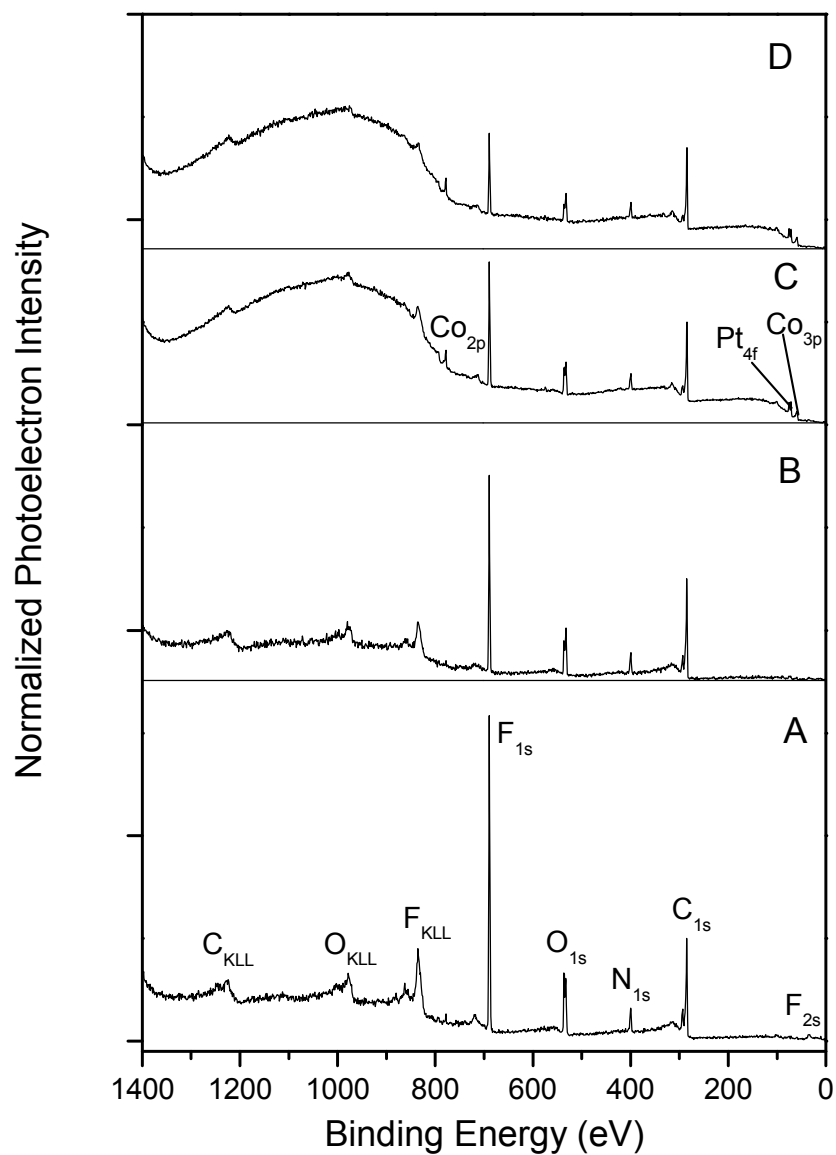 Normalized Photoelectron Intensity
D
C
Co2p
Pt4f
Co3p
B
A
F1s
CKLL
OKLL
FKLL
O1s
N1s
C1s
F2s
1400 1200 1000 800 600 400 200 0
Binding Energy (eV)